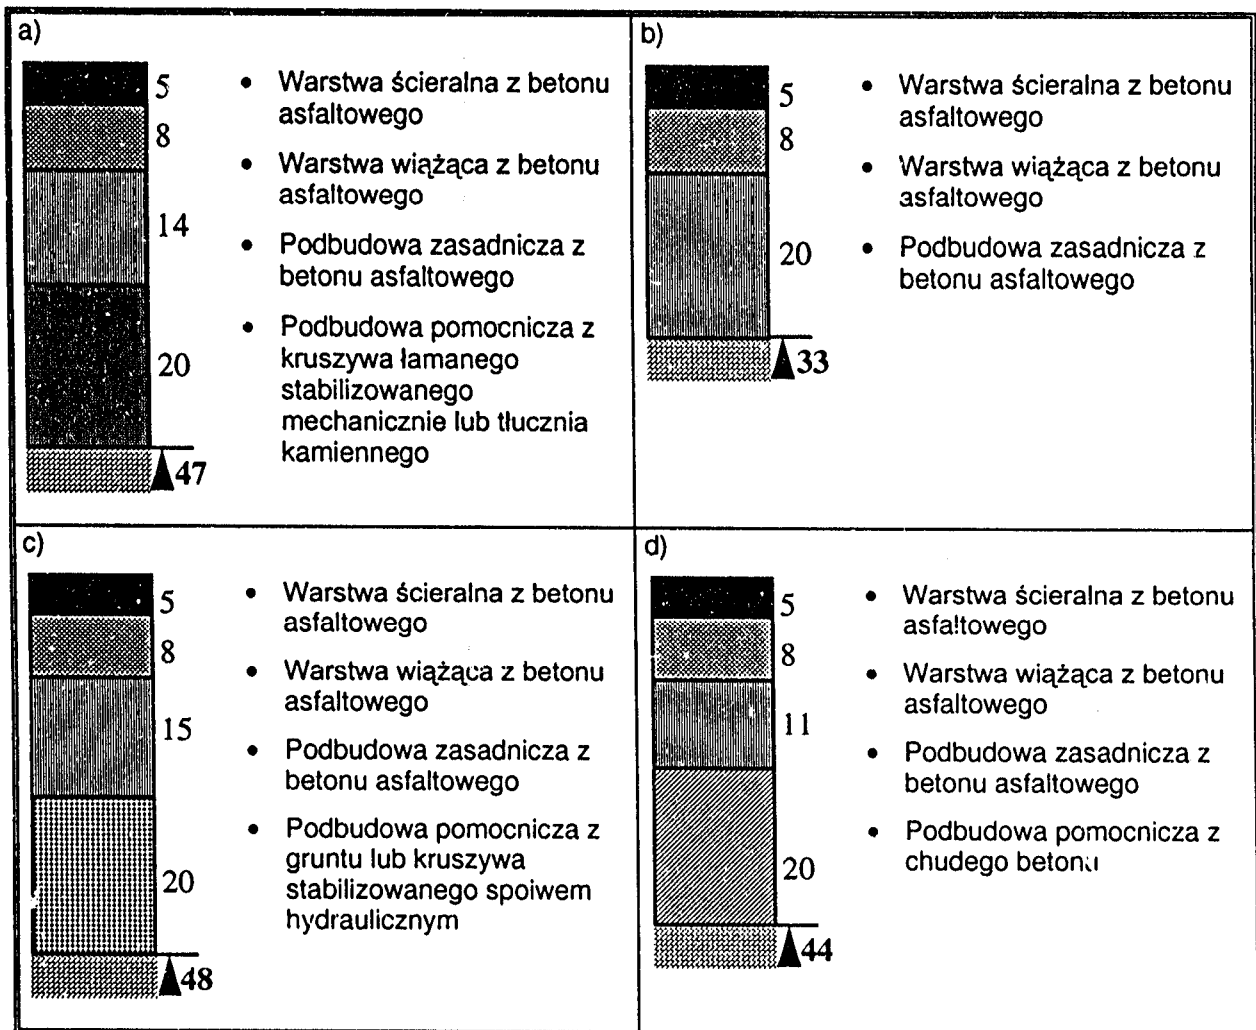 a)
5
8
14
20
47
• Warstwa ścieralna z betonu
asfaltowego
• Warstwa wiążąca z betonu
asfaltowego
• Podbudowa zasadnicza z
betonu asfaltowego
• Podbudowa pomocnicza z
kruszywa łamanego
stabilizowanego
mechanicznie lub tłucznia
kamiennego
b)
5
8
20
33
• Warstwa ścieralna z betonu
asfaltowego
• Warstwa wiążąca z betonu
asfaltowego
• Podbudowa zasadnicza z
betonu asfaltowego
c)
5
8
15
20
48
• Warstwa ścieralna z betonu
asfaltowego
• Warstwa wiążąca z betonu
asfaltowego
• Podbudowa zasadnicza z
betonu asfaltowego
• Podbudowa pomocnicza z
gruntu lub kruszywa
stabilizowanego spoiwem
hydraulicznym
d)
5
8
11
20
44
• Warstwa ścieralna z betonu
asfaltowego
• Warstwa wiążąca z betonu
asfaltowego
• Podbudowa zasadnicza z
betonu asfaltowego
• Podbudowa pomocnicza z
chudego betonu